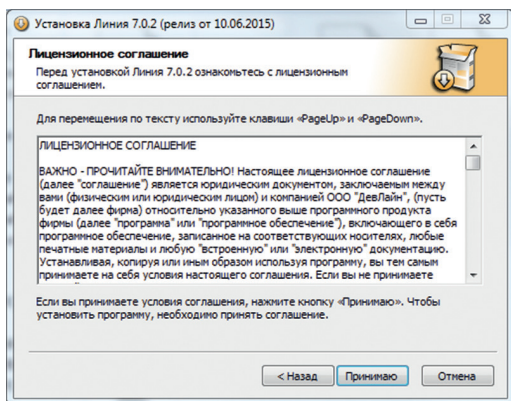 Установка Линия 7.0.2 (релиз от 10.06.2015)
Лицензионное соглашение
Перед установкой Линия 7.0.2 ознакомьтесь с лицензионным
соглашением.
Для перемещения по тексту используйте клавиши «PageUp» и «PageDown».
ЛИЦЕНЗИОННОЕ СОГЛАШЕНИЕ
ВАЖНО - ПРОЧИТАЙТЕ ВНИМАТЕЛЬНО! Настоящее лицензионное соглашение
(далее "соглашение") является юридическим документом, заключаемым между
вами (физическим или юридическим лицом) и компанией ООО "ДевЛайн", (пусть
будет далее фирма) относительно указанного выше программного продукта
фирмы (далее "программа" или "программное обеспечение"), включающего в себя
программное обеспечение, записанное на соответствующих носителях, любые
печатные материалы и любую "встроенную" или "электронную" документацию.
Устанавливая, копируя или иным образом используя программу, вы тем самым
принимаете на себя условия настоящего соглашения. Если вы не принимаете
Если вы принимаете условия соглашения, нажмите кнопку «Принимаю». Чтобы
установить программу, необходимо принять соглашение.
< Назад Принимаю Отмена